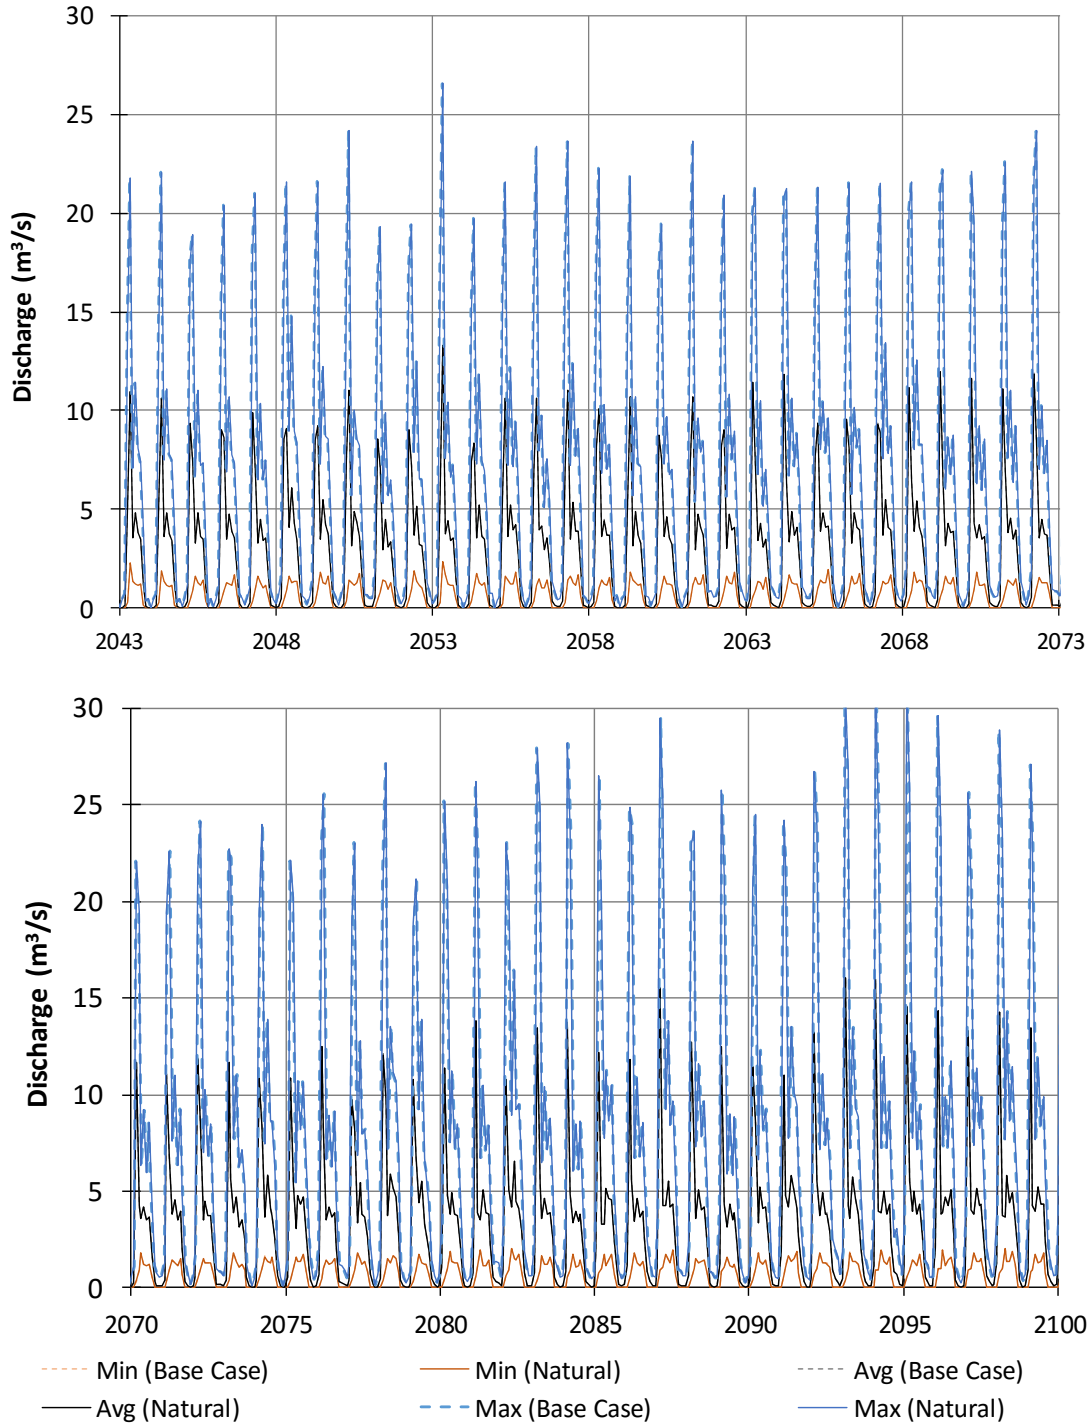 30
25
20
15
10
5
0
Discharge (m³/s)
2043 2048 2053 2058 2063 2068 2073
30
25
20
15
10
5
0
Discharge (m³/s)
2070 2075 2080 2085 2090 2095 2100
Min (Base Case) Min (Natural) Avg (Base Case)
Avg (Natural) Max (Base Case) Max (Natural)